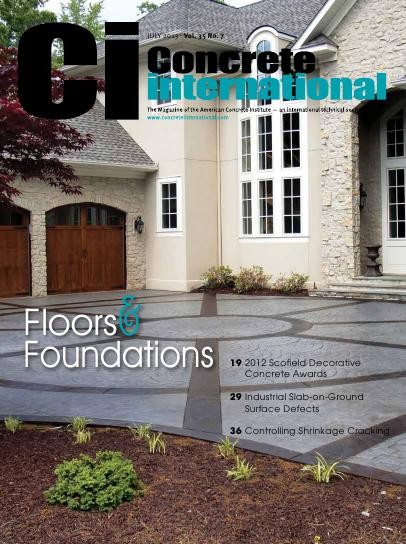 Ci
JULY 2013 Vol. 35 No. 7
Concrete
international
The Magazine of the American Concrete Institute — an international technical
www.concreteinternational.com
Floors&
Foundations
19 2012 Scofield Decorative
Concrete Awards
29 Industrial Slab-on-Ground
Surface Defects
36 Controlling Shrinkage Cracking